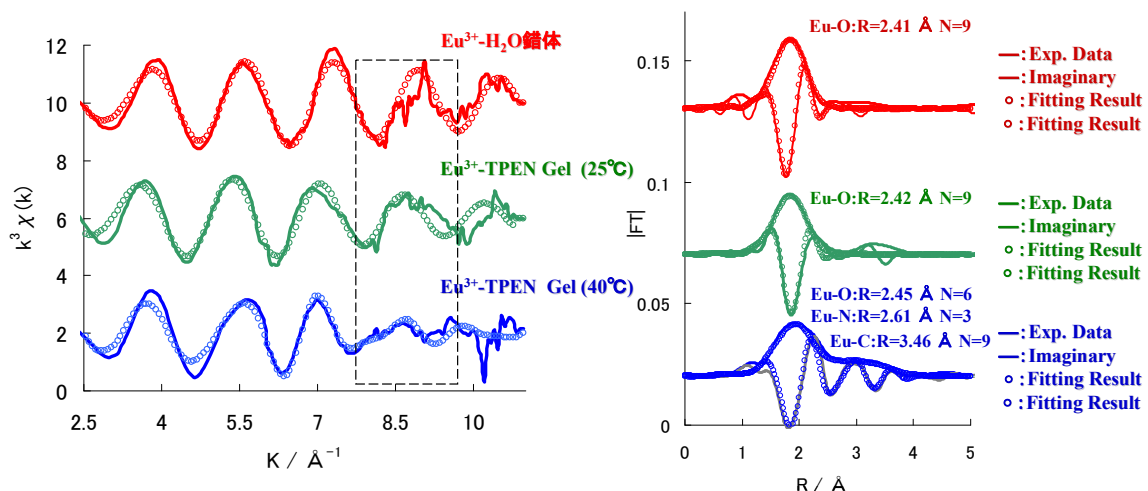 Eu³⁺-H₂O錯体
Eu³⁺-TPEN Gel (25℃)
Eu³⁺-TPEN Gel (40℃)
k³ χ(k)
12
10
8
6
4
2
0
2.5
4
5.5
7
8.5
10
K / Å⁻¹
Eu-O:R=2.41 Å N=9
Eu-O:R=2.42 Å N=9
Eu-O:R=2.45 Å N=6
Eu-N:R=2.61 Å N=3
Eu-C:R=3.46 Å N=9
|FT|
0.15
0.1
0.05
0
0
1
2
3
4
5
R / Å
—: Exp. Data
—: Imaginary
○: Fitting Result
○: Fitting Result
—: Exp. Data
—: Imaginary
○: Fitting Result
○: Fitting Result
—: Exp. Data
—: Imaginary
○: Fitting Result
○: Fitting Result